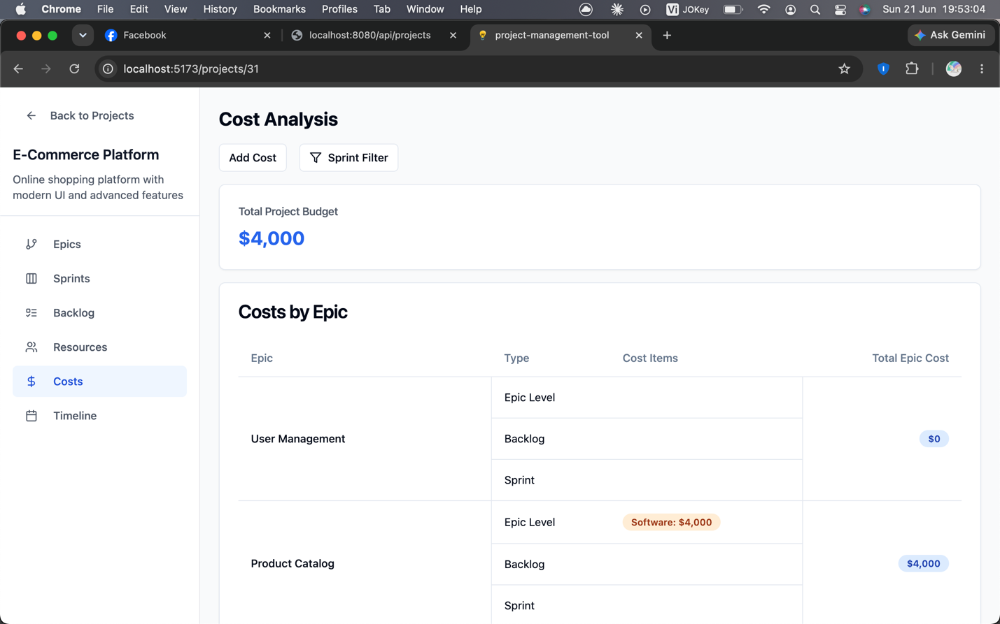 Chrome File Edit View History Bookmarks Profiles Tab Window Help Vi JOKey Sun 21 Jun 19:53:04
Facebook localhost:8080/api/projects project-management-tool Ask Gemini
localhost:5173/projects/31
Back to Projects
E-Commerce Platform
Online shopping platform with
modern UI and advanced features
Epics
Sprints
Backlog
Resources
Costs
Timeline
Cost Analysis
Add Cost Sprint Filter
Total Project Budget
$4,000
Costs by Epic
Epic Type Cost Items Total Epic Cost
Epic Level
User Management Backlog $0
Sprint
Epic Level Software: $4,000
Product Catalog Backlog $4,000
Sprint